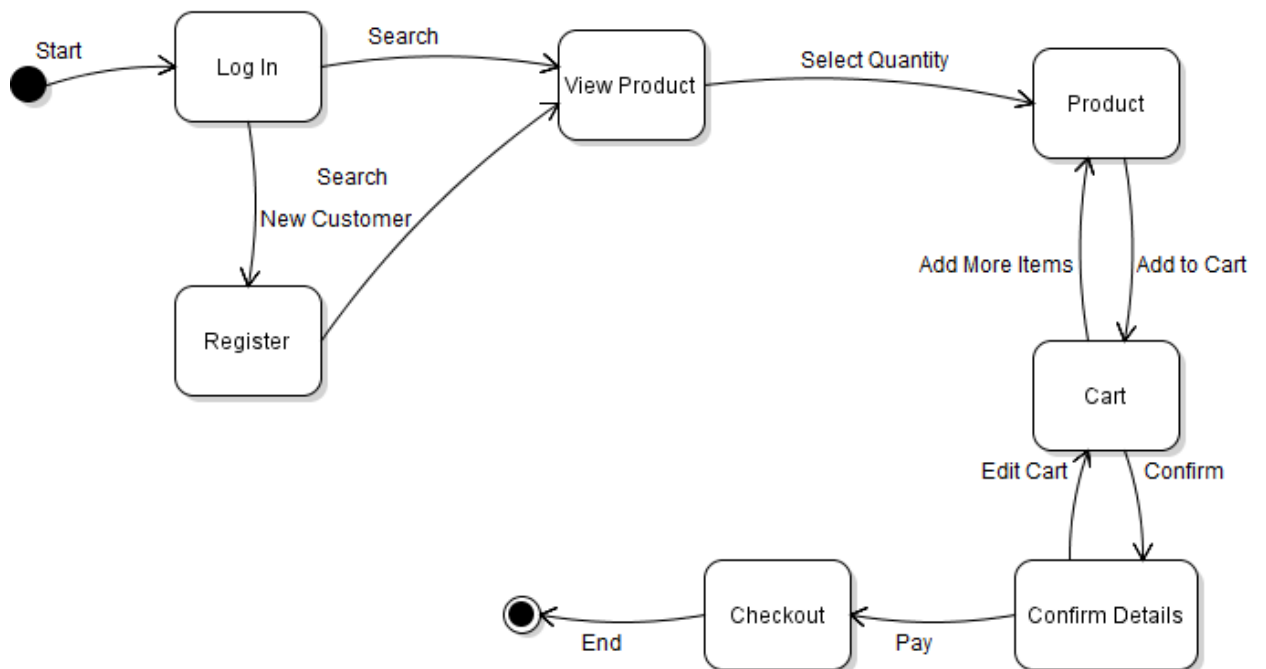 Start
Log In
Search
View Product
Select Quantity
Product
Search
New Customer
Register
Add More Items
Add to Cart
Cart
Edit Cart
Confirm
Confirm Details
Pay
Checkout
End